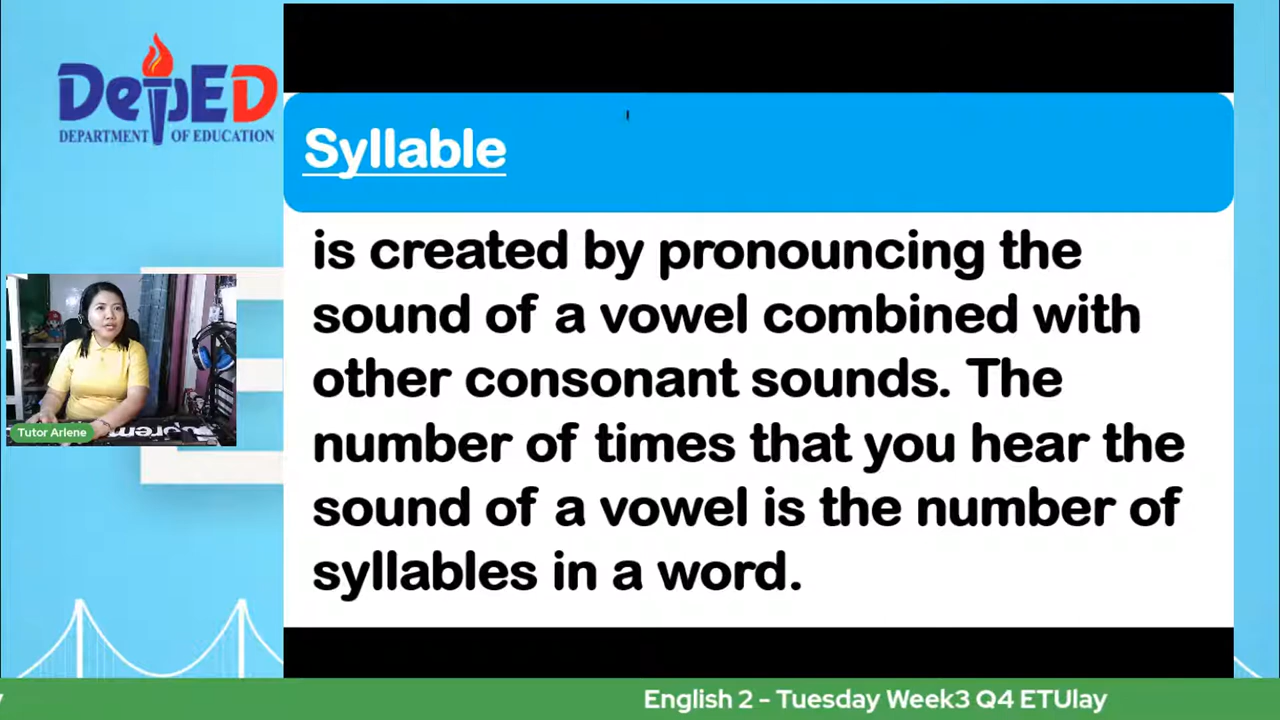 DepED
DEPARTMENT OF EDUCATION
Syllable
is created by pronouncing the
sound of a vowel combined with
other consonant sounds. The
number of times that you hear the
sound of a vowel is the number of
syllables in a word.
Tutor Arlene
English 2 - Tuesday Week3 Q4 ETUlay